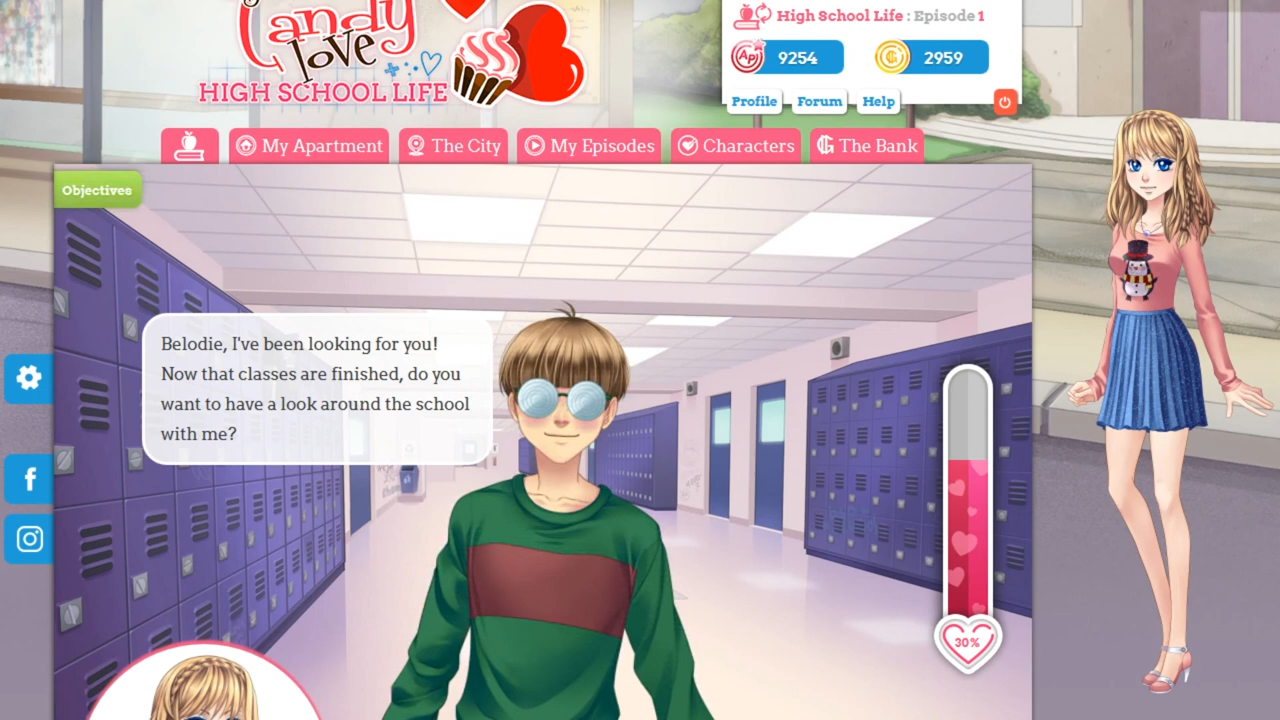 Candy
love
HIGH SCHOOL LIFE
High School Life : Episode 1
AP
9254
2959
Profile
Forum
Help
My Apartment
The City
My Episodes
Characters
The Bank
Objectives
Belodie, I've been looking for you!
Now that classes are finished, do you
want to have a look around the school
with me?
30%